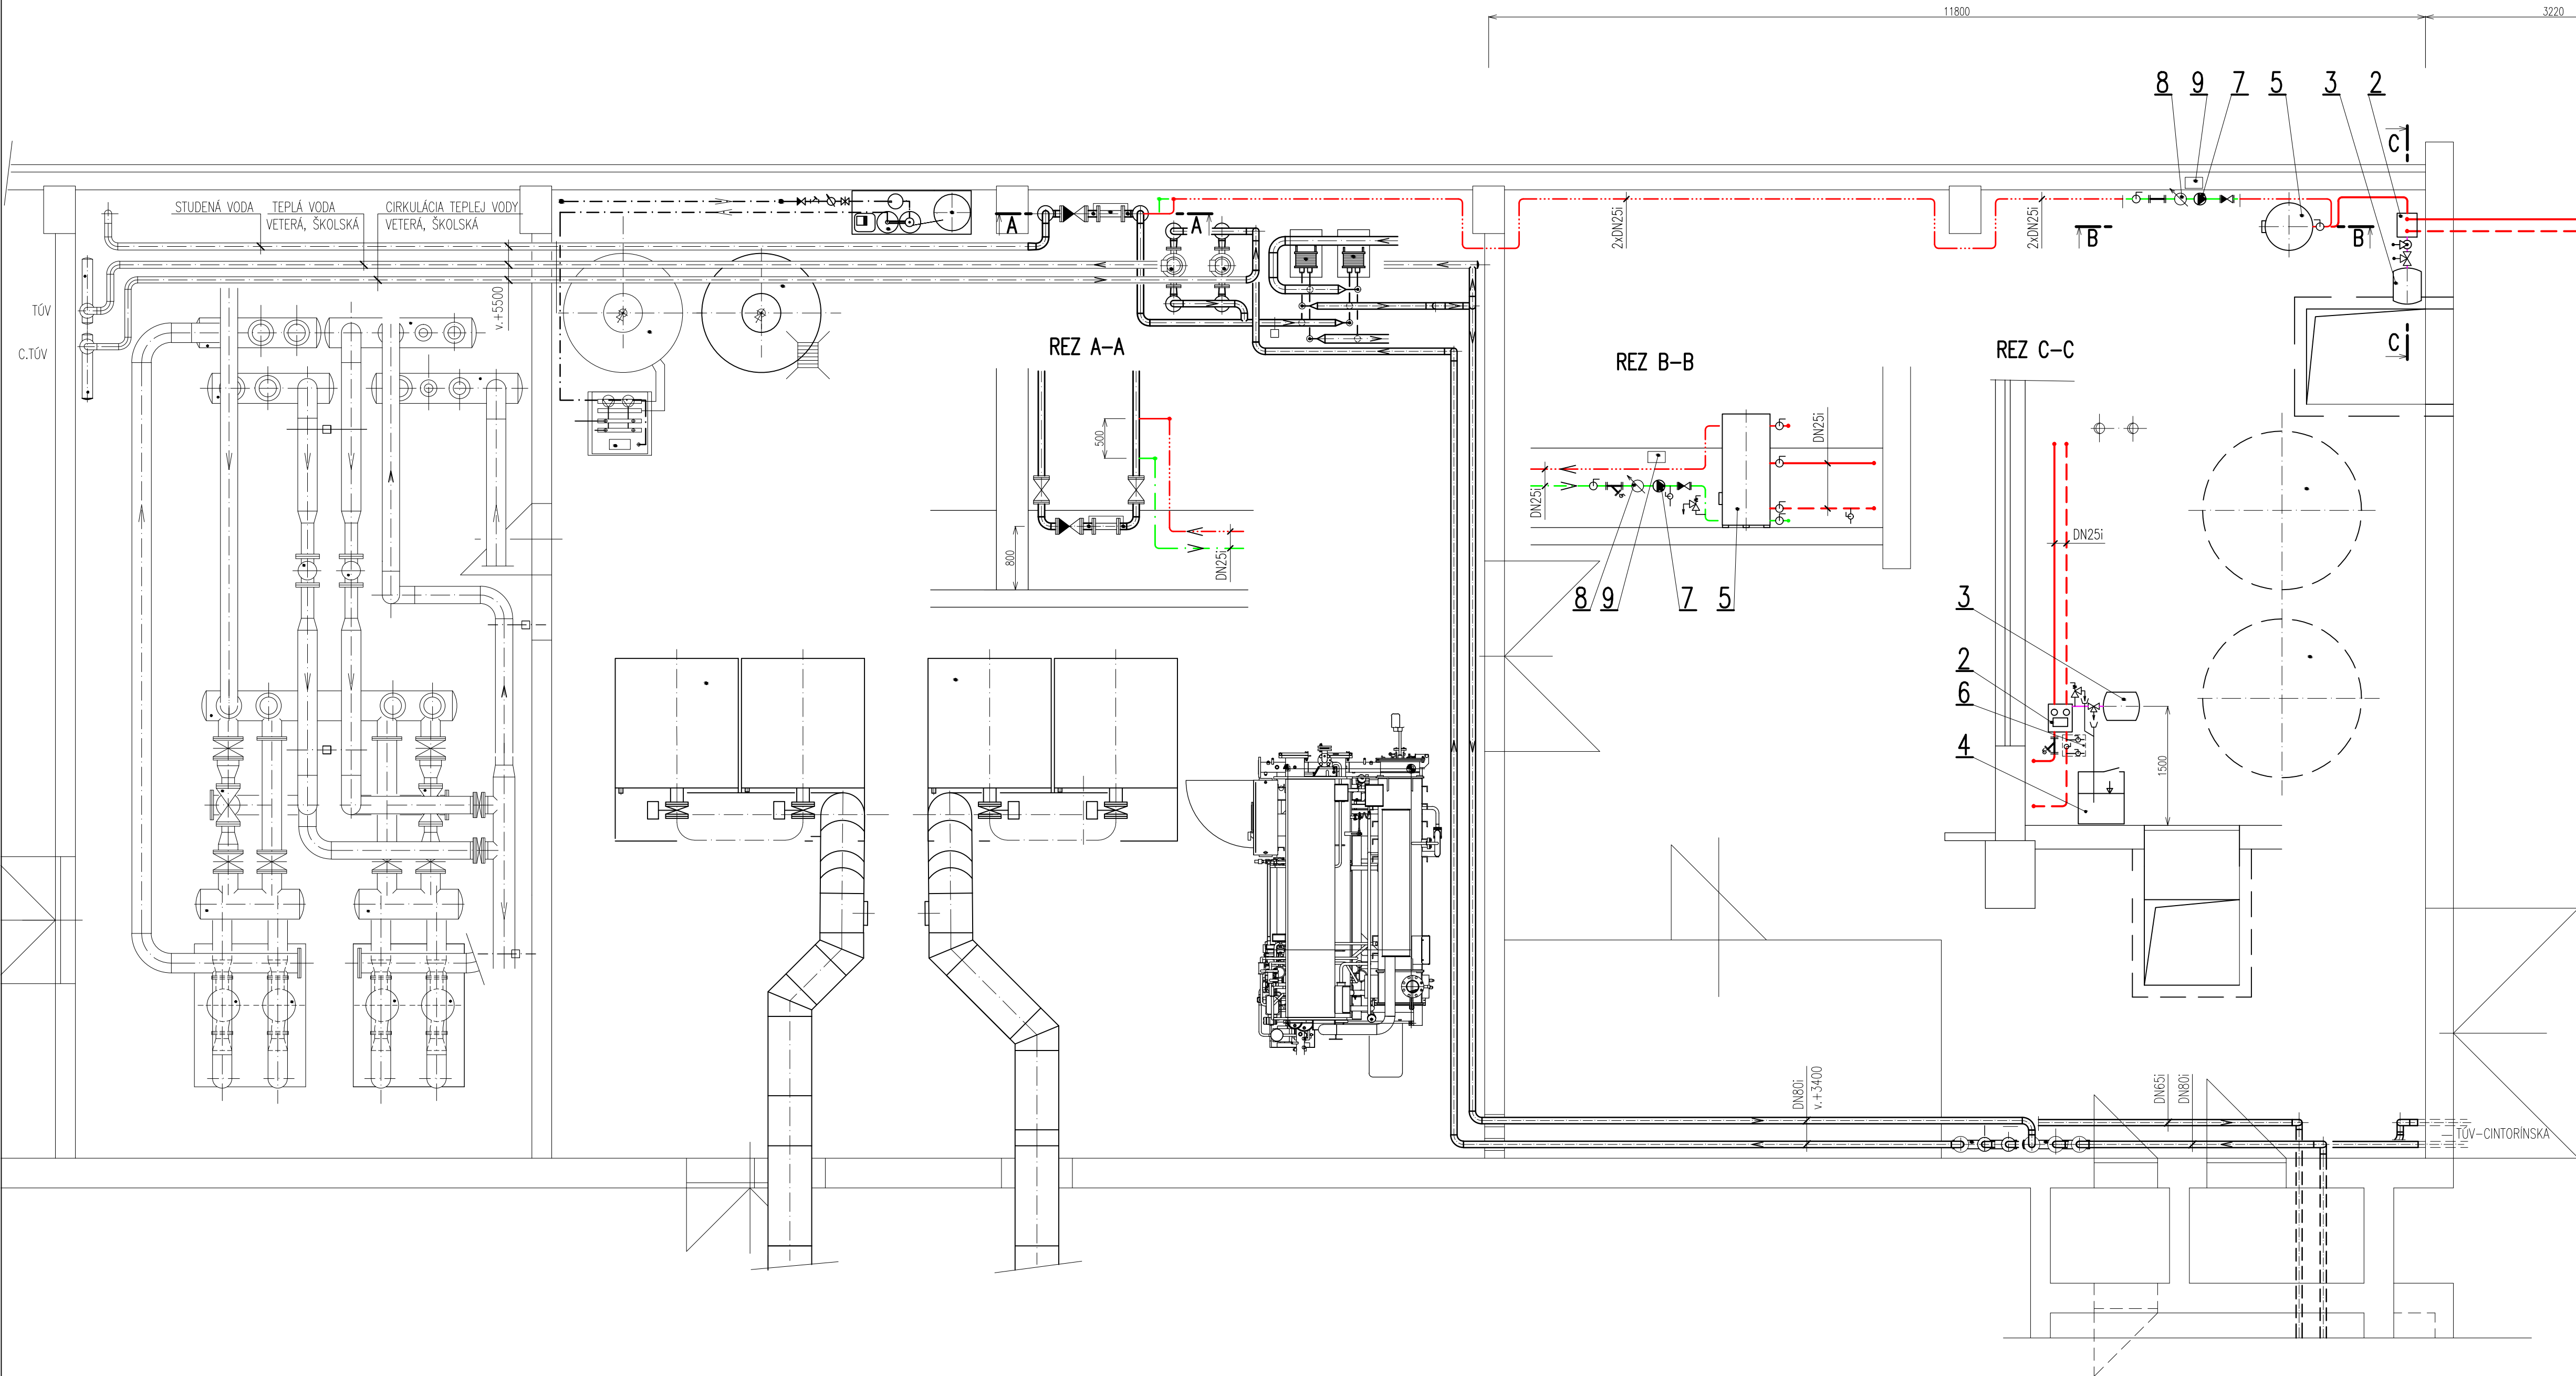 11800
3220
8 9 7 5 3 2
C
STUDENÁ VODA
TEPLÁ VODA
VETERÁ, ŠKOLSKÁ
CIRKULÁCIA TEPLEJ VODY
VETERÁ, ŠKOLSKÁ
A
A
2xDN25i
2xDN25i
B
B
TÚV
C.TÚV
v.+5500
REZ A-A
REZ B-B
REZ C-C
C
500
800
DN25i
DN25i
DN25i
8 9 7 5
DN25i
3
2
6
4
1500
DN80i
v.+3400
DN65i
DN80i
TÚV-CINTORÍNSKA